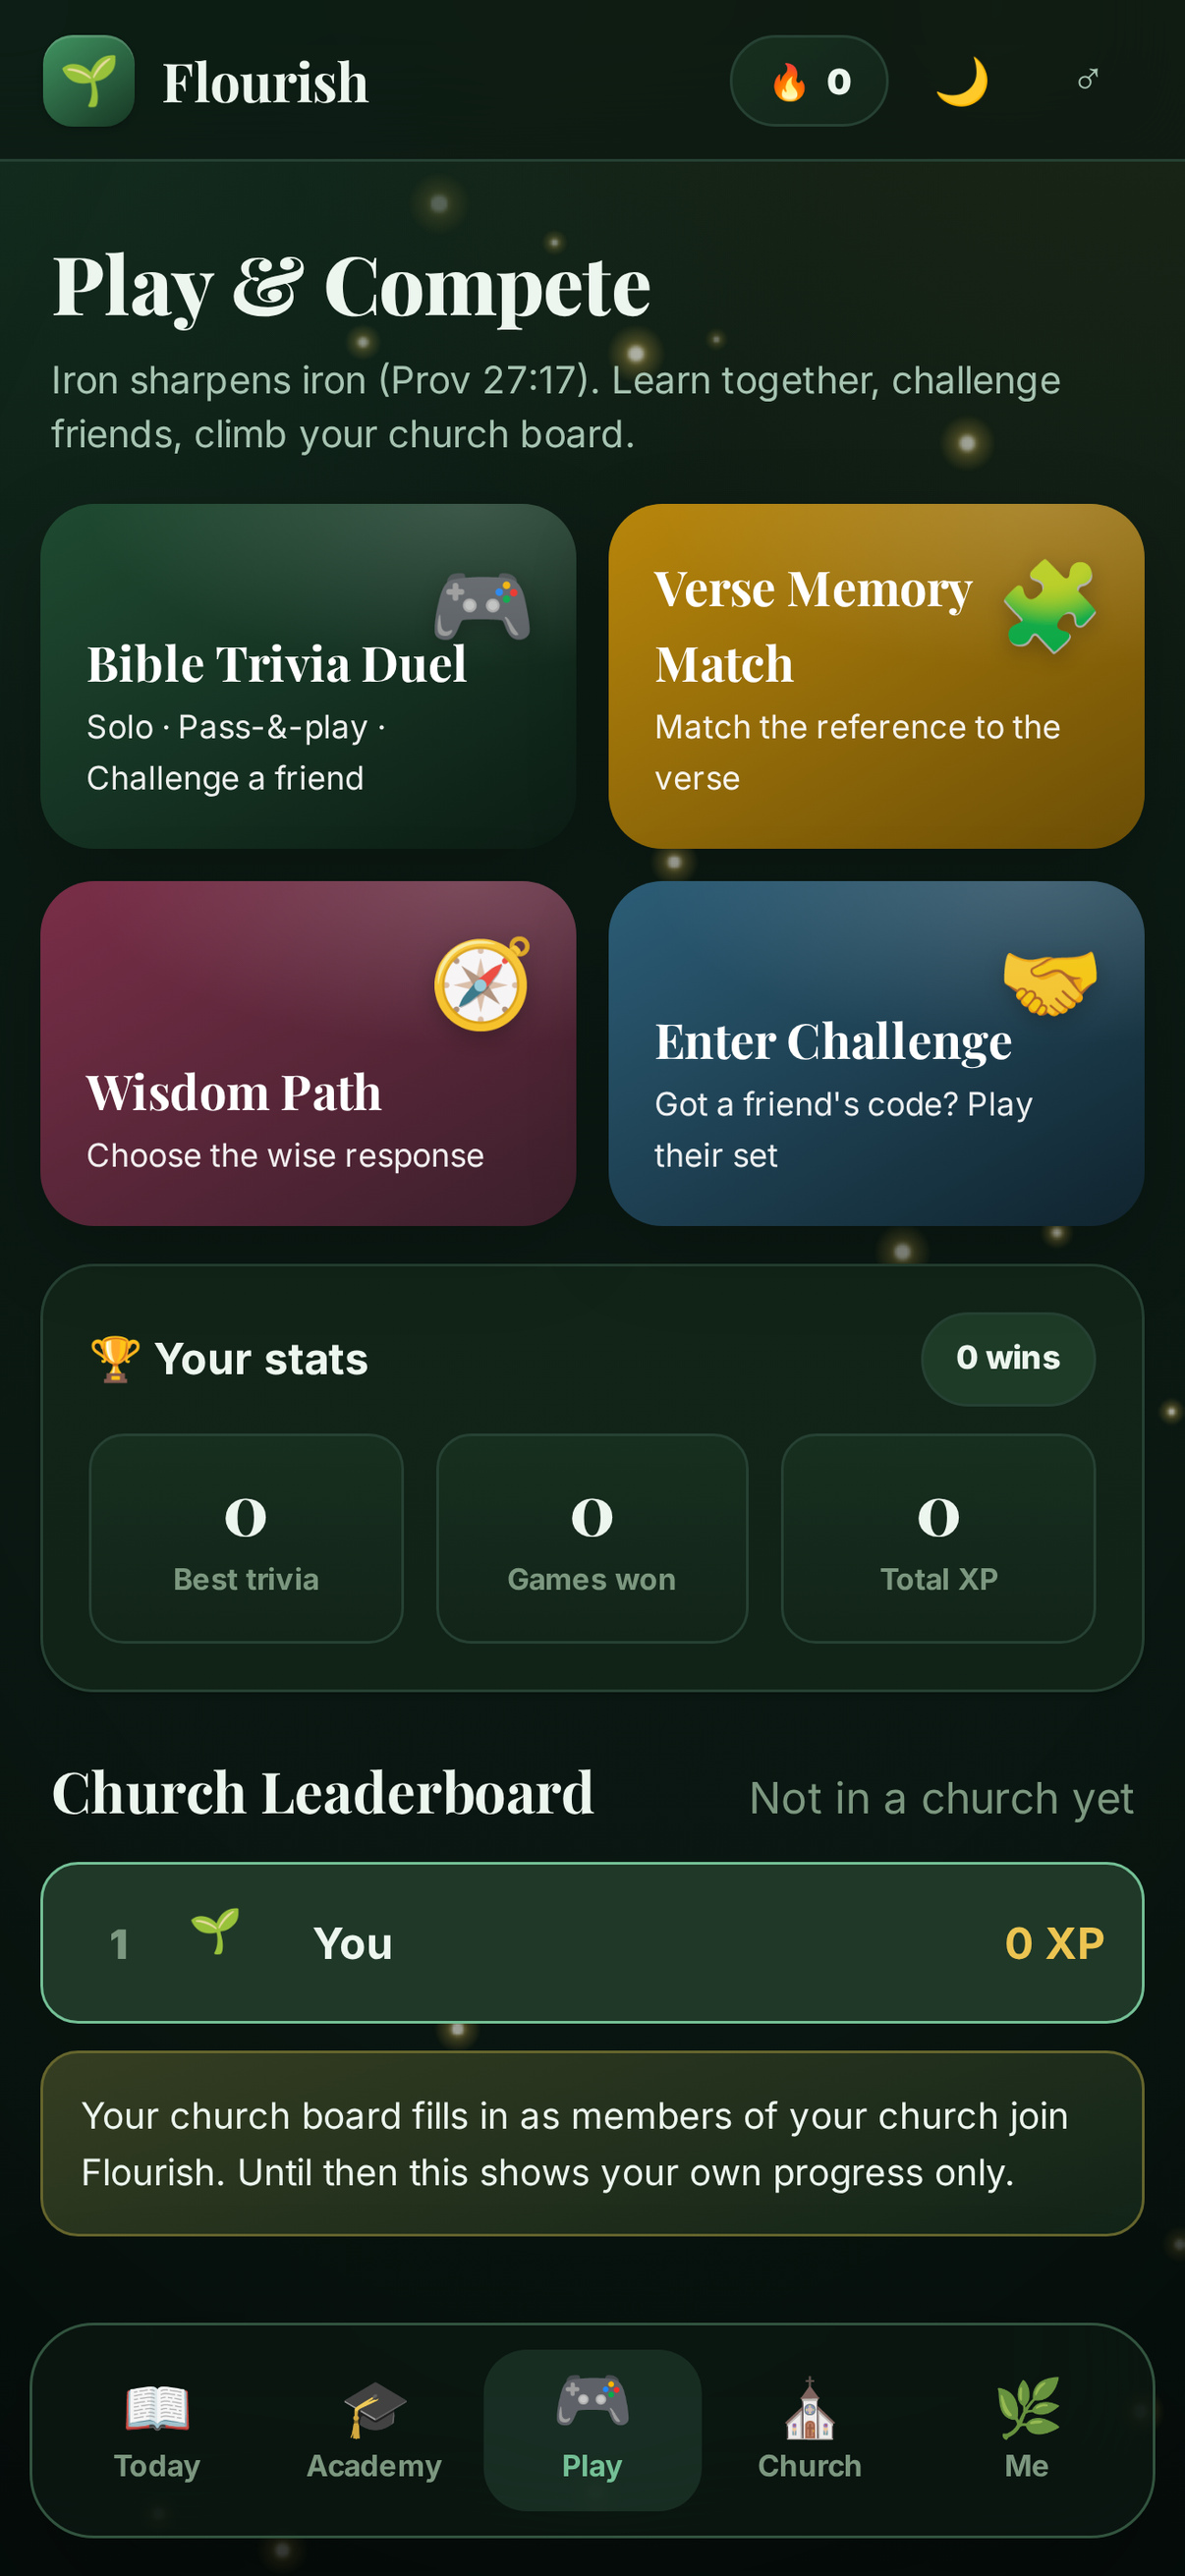 Flourish
0
Play & Compete
Iron sharpens iron (Prov 27:17). Learn together, challenge
friends, climb your church board.
Bible Trivia Duel
Solo · Pass-&-play ·
Challenge a friend
Verse Memory
Match
Match the reference to the
verse
Wisdom Path
Choose the wise response
Enter Challenge
Got a friend's code? Play
their set
Your stats
0 wins
0
Best trivia
0
Games won
0
Total XP
Church Leaderboard
Not in a church yet
1 You 0 XP
Your church board fills in as members of your church join
Flourish. Until then this shows your own progress only.
Today
Academy
Play
Church
Me